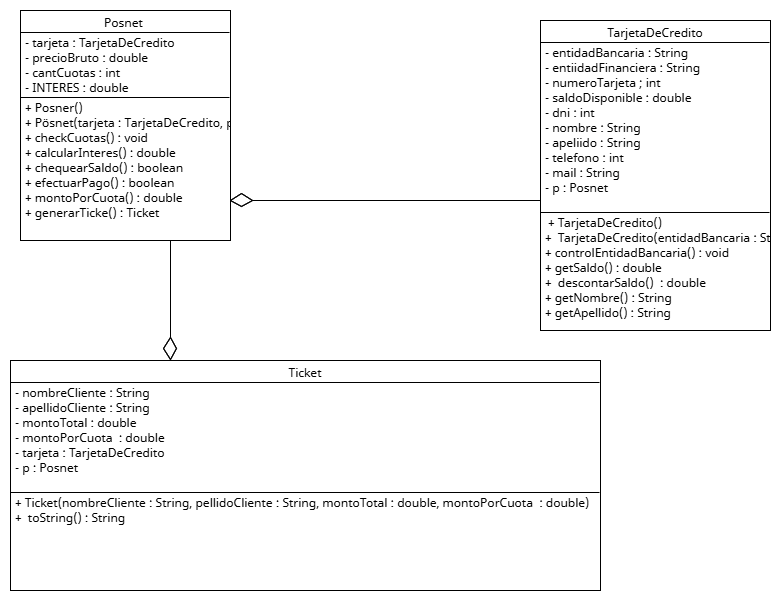 Posnet
- tarjeta : TarjetaDeCredito
- precioBruto : double
- cantCuotas : int
- INTERES : double
+ Posner()
+ Pösnet(tarjeta : TarjetaDeCredito, p
+ checkCuotas() : void
+ calcularInteres() : double
+ chequearSaldo() : boolean
+ efectuarPago() : boolean
+ montoPorCuota() : double
+ generarTicke() : Ticket
TarjetaDeCredito
- entidadBancaria : String
- entiidadFinanciera : String
- numeroTarjeta ; int
- saldoDisponible : double
- dni : int
- nombre : String
- apeliido : String
- telefono : int
- mail : String
- p : Posnet
+ TarjetaDeCredito()
+  TarjetaDeCredito(entidadBancaria : St
+ controlEntidadBancaria() : void
+ getSaldo() : double
+  descontarSaldo()  : double
+ getNombre() : String
+ getApellido() : String
Ticket
- nombreCliente : String
- apellidoCliente : String
- montoTotal : double
- montoPorCuota  : double
- tarjeta : TarjetaDeCredito
- p : Posnet
+ Ticket(nombreCliente : String, pellidoCliente : String, montoTotal : double, montoPorCuota  : double)
+  toString() : String